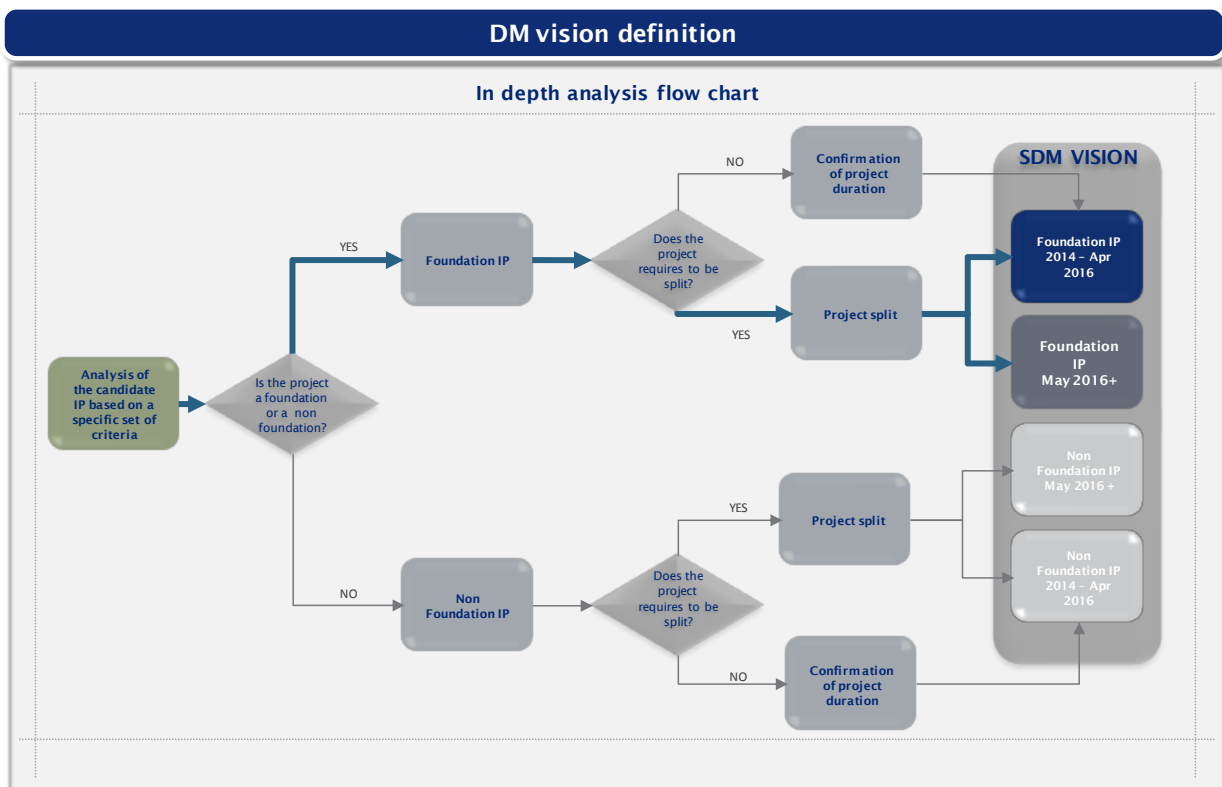 DM vision definition
In depth analysis flow chart
NO
Confirmation
of project
duration
SDM VISION
YES
Foundation IP
Does the
project
requires to be
split?
Foundation IP
2014 – Apr
2016
YES
Project split
Foundation
IP
May 2016+
Analysis of
the candidate
IP based on a
specific set of
criteria
Is the project
a foundation
or a non
foundation?
Non
Foundation IP
May 2016 +
YES
Project split
NO
Non
Foundation IP
Does the
project
requires to be
split?
Non
Foundation IP
2014 – Apr
2016
NO
Confirmation
of project
duration